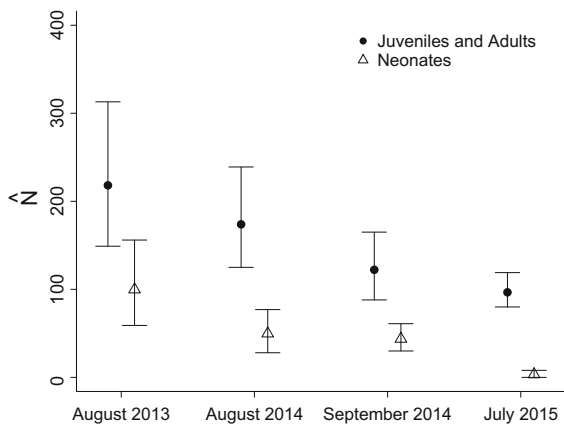 400
Juveniles and Adults
Neonates
300
N̂
200
100
0
August 2013
August 2014
September 2014
July 2015